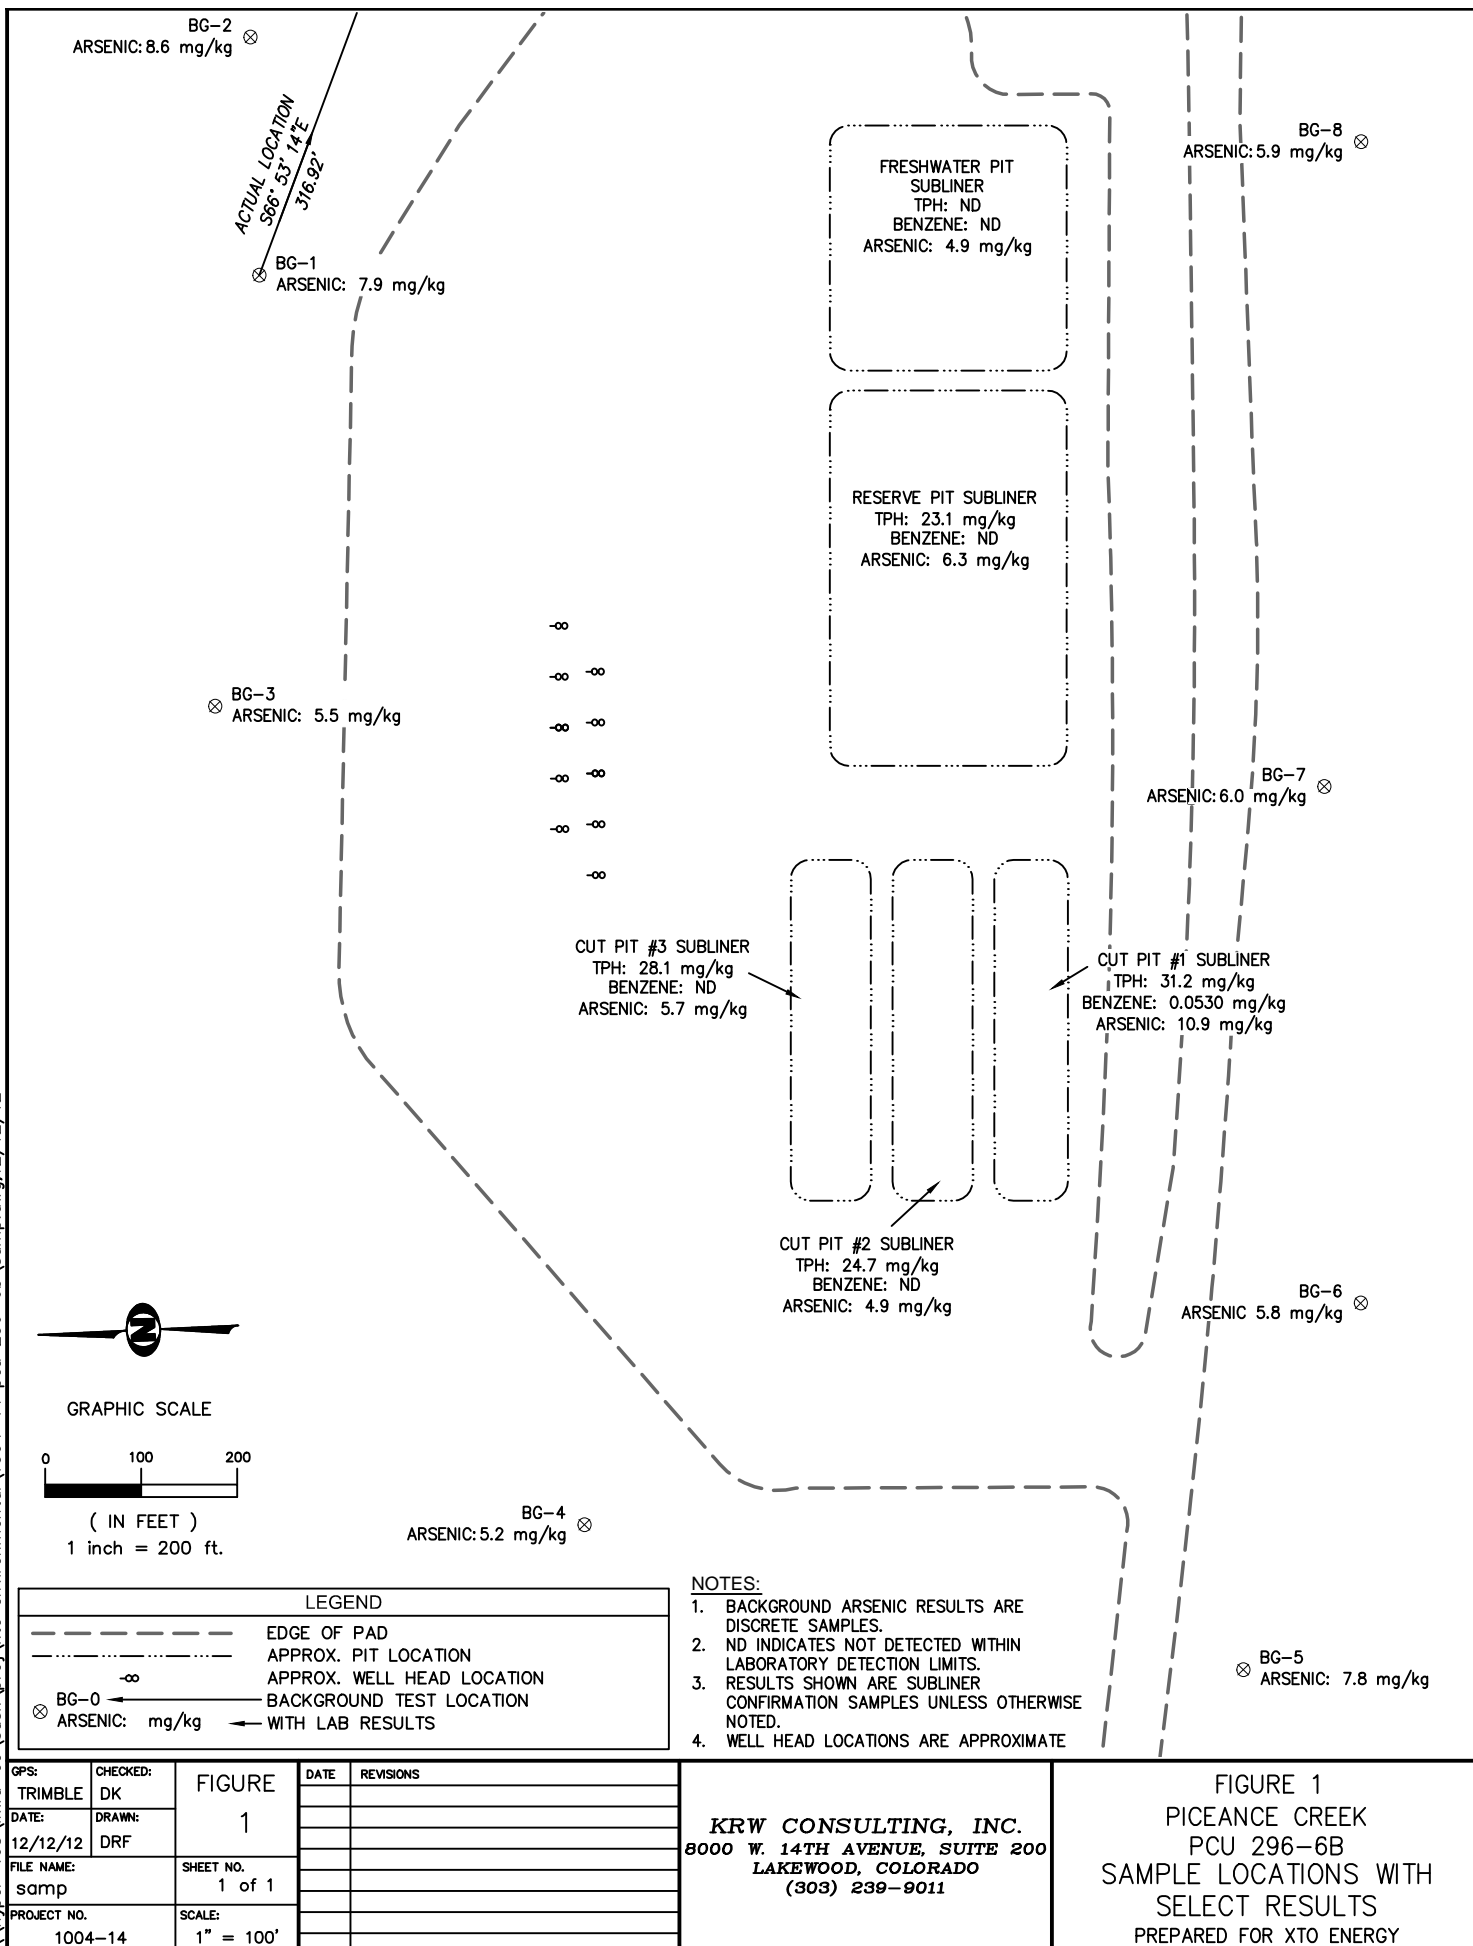 BG-2
ARSENIC: 8.6 mg/kg
ACTUAL LOCATION
S66° 53' 14"E
316.92'
BG-1
ARSENIC: 7.9 mg/kg
BG-8
ARSENIC: 5.9 mg/kg
FRESHWATER PIT
SUBLINER
TPH: ND
BENZENE: ND
ARSENIC: 4.9 mg/kg
RESERVE PIT SUBLINER
TPH: 23.1 mg/kg
BENZENE: ND
ARSENIC: 6.3 mg/kg
BG-3
ARSENIC: 5.5 mg/kg
BG-7
ARSENIC: 6.0 mg/kg
CUT PIT #3 SUBLINER
TPH: 28.1 mg/kg
BENZENE: ND
ARSENIC: 5.7 mg/kg
CUT PIT #1 SUBLINER
TPH: 31.2 mg/kg
BENZENE: 0.0530 mg/kg
ARSENIC: 10.9 mg/kg
CUT PIT #2 SUBLINER
TPH: 24.7 mg/kg
BENZENE: ND
ARSENIC: 4.9 mg/kg
BG-6
ARSENIC 5.8 mg/kg
N
GRAPHIC SCALE
0 100 200
( IN FEET )
1 inch = 200 ft.
BG-4
ARSENIC: 5.2 mg/kg
BG-5
ARSENIC: 7.8 mg/kg
LEGEND
EDGE OF PAD
APPROX. PIT LOCATION
APPROX. WELL HEAD LOCATION
BG-0 BACKGROUND TEST LOCATION
ARSENIC: mg/kg WITH LAB RESULTS
NOTES:
1. BACKGROUND ARSENIC RESULTS ARE
DISCRETE SAMPLES.
2. ND INDICATES NOT DETECTED WITHIN
LABORATORY DETECTION LIMITS.
3. RESULTS SHOWN ARE SUBLINER
CONFIRMATION SAMPLES UNLESS OTHERWISE
NOTED.
4. WELL HEAD LOCATIONS ARE APPROXIMATE
GPS:
TRIMBLE
CHECKED:
DK
DATE:
12/12/12
DRAWN:
DRF
FILE NAME:
samp
PROJECT NO.
1004-14
FIGURE
1
SHEET NO.
1 of 1
SCALE:
1" = 100'
DATE REVISIONS
KRW CONSULTING, INC.
8000 W. 14TH AVENUE, SUITE 200
LAKEWOOD, COLORADO
(303) 239-9011
FIGURE 1
PICEANCE CREEK
PCU 296-6B
SAMPLE LOCATIONS WITH
SELECT RESULTS
PREPARED FOR XTO ENERGY